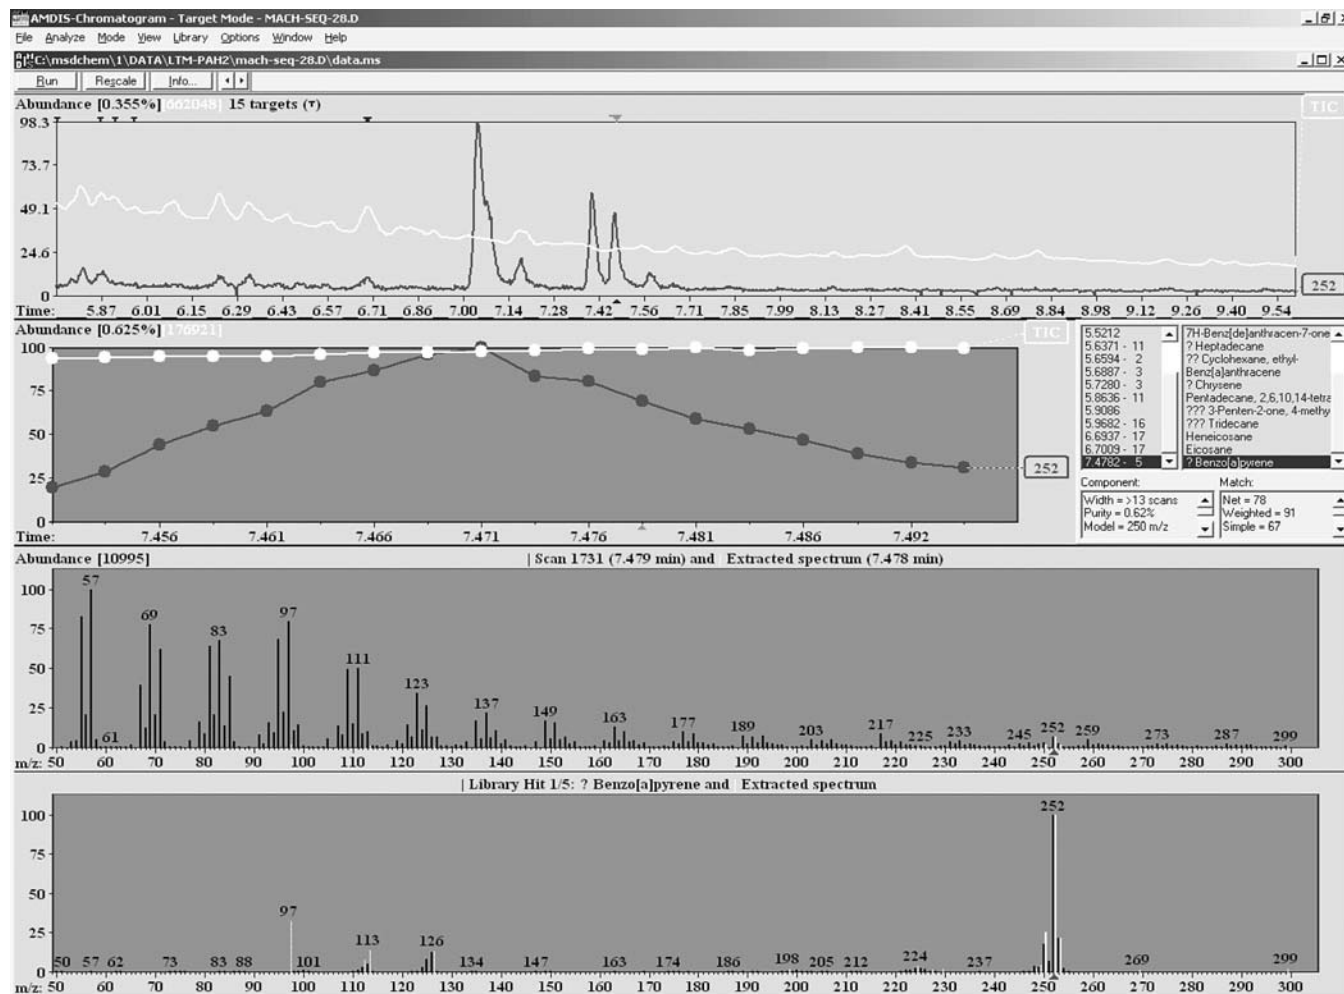 AMDIS-Chromatogram - Target Mode - MACH-SEQ-28.D
File Analyze Mode View Library Options Window Help
C:\msdchem\1\DATA\LTM-PAH2\mach-seq-28.D\data.ms
Run Rescale Info...
Abundance [0.355%] [662048] 15 targets (T)
TIC
98.3
73.7
49.1
24.6
0
252
Time: 5.87 6.01 6.15 6.29 6.43 6.57 6.71 6.86 7.00 7.14 7.28 7.42 7.56 7.71 7.85 7.99 8.13 8.27 8.41 8.55 8.69 8.84 8.98 9.12 9.26 9.40 9.54
Abundance [0.625%] [176921]
TIC
100
75
50
25
0
252
Time: 7.456 7.461 7.466 7.471 7.476 7.481 7.486 7.492
5.5212 7H-Benz[de]anthracen-7-one
5.6371 - 11 ? Heptadecane
5.6594 - 2 ?? Cyclohexane, ethyl-
5.6887 - 3 Benz[a]anthracene
5.7280 - 3 ? Chrysene
5.8636 - 11 Pentadecane, 2,6,10,14-tetra
5.9086 ??? 3-Penten-2-one, 4-methy
5.9682 - 16 ??? Tridecane
6.6937 - 17 Heneicosane
6.7009 - 17 Eicosane
7.4782 - 5 ? Benzo[a]pyrene
Component: Match:
Width = >13 scans Net = 78
Purity = 0.62% Weighted = 91
Model = 250 m/z Simple = 67
Abundance [10995] | Scan 1731 (7.479 min) and | Extracted spectrum (7.478 min)
100
75
50
25
0
57 61 69 83 97 111 123 137 149 163 177 189 203 217 225 233 245 252 259 273 287 299
m/z: 50 60 70 80 90 100 110 120 130 140 150 160 170 180 190 200 210 220 230 240 250 260 270 280 290 300
| Library Hit 1/5: ? Benzo[a]pyrene and | Extracted spectrum
100
75
50
25
0
50 57 62 73 83 88 97 101 113 126 134 147 163 174 186 198 205 212 224 237 252 269 299
m/z: 50 60 70 80 90 100 110 120 130 140 150 160 170 180 190 200 210 220 230 240 250 260 270 280 290 300